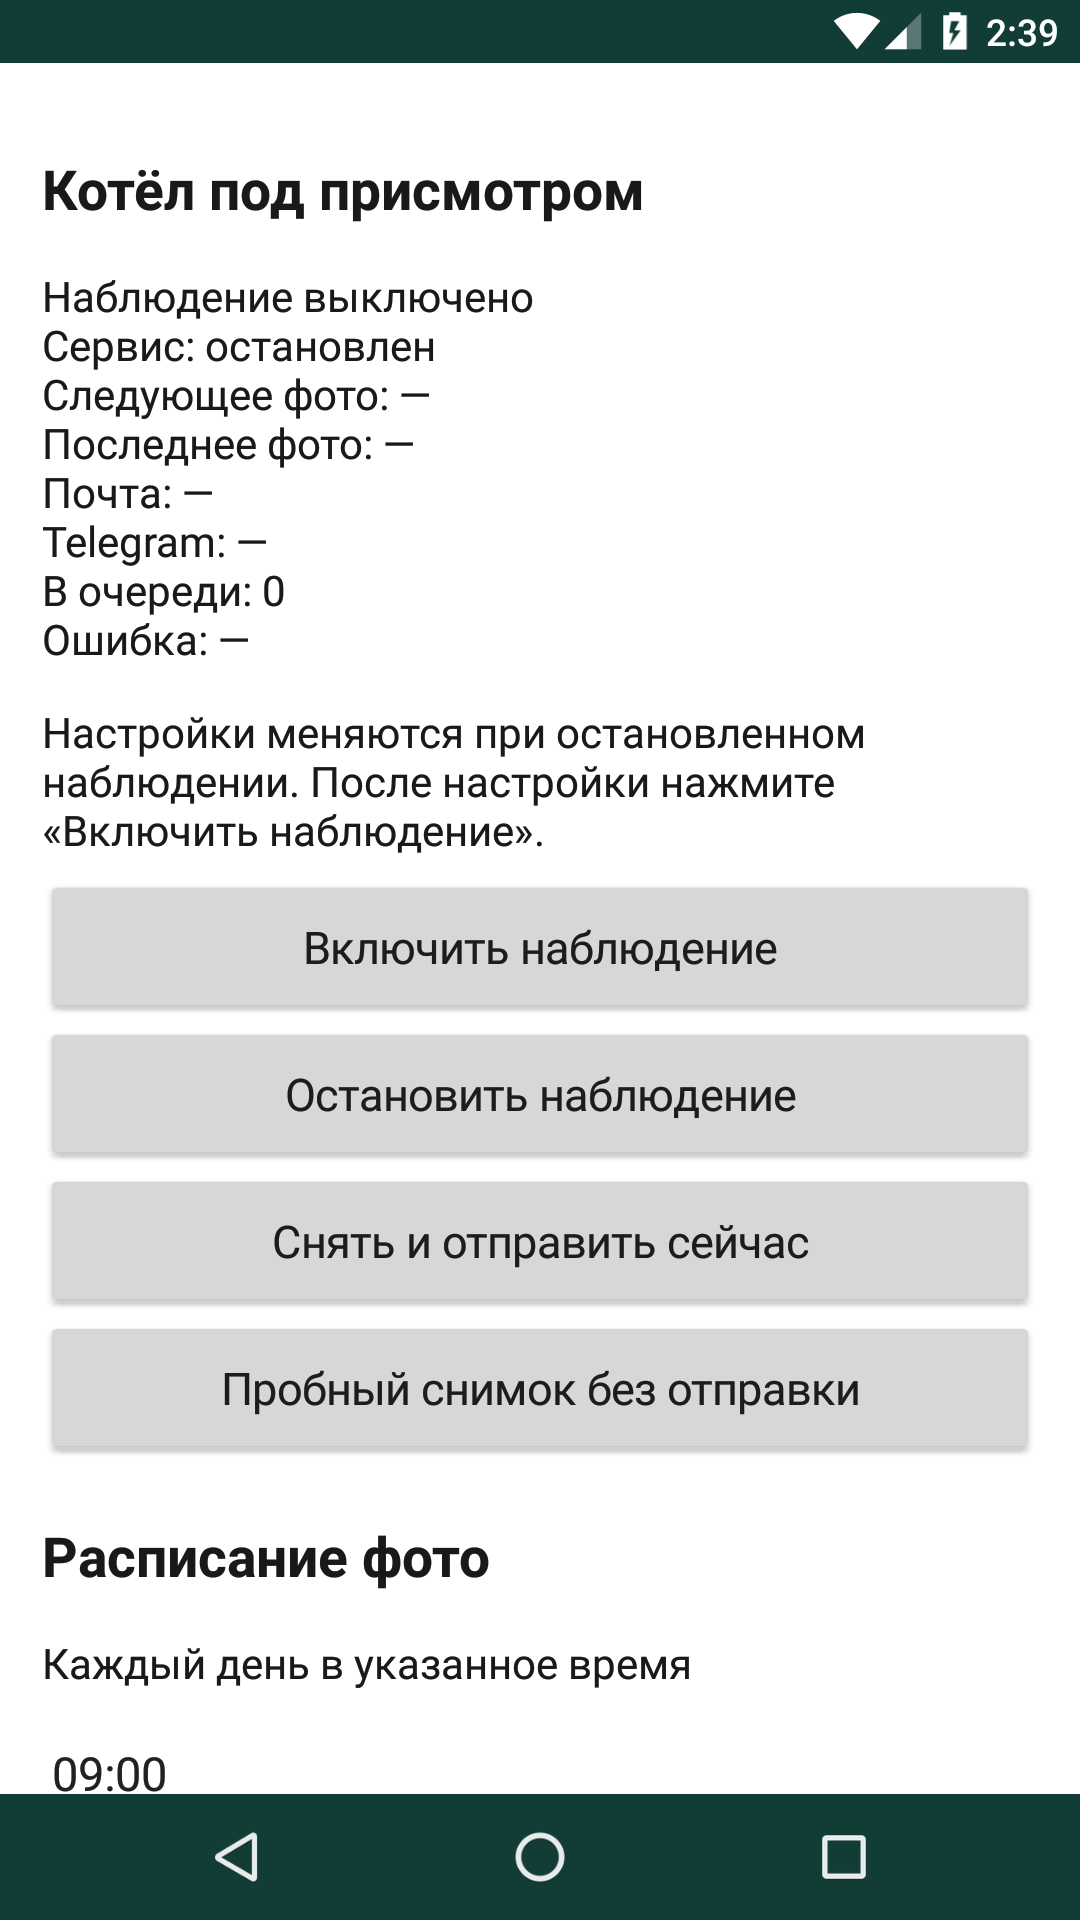 2:39
Котёл под присмотром
Наблюдение выключено
Сервис: остановлен
Следующее фото: —
Последнее фото: —
Почта: —
Telegram: —
В очереди: 0
Ошибка: —
Настройки меняются при остановленном
наблюдении. После настройки нажмите
«Включить наблюдение».
Включить наблюдение
Остановить наблюдение
Снять и отправить сейчас
Пробный снимок без отправки
Расписание фото
Каждый день в указанное время
09:00